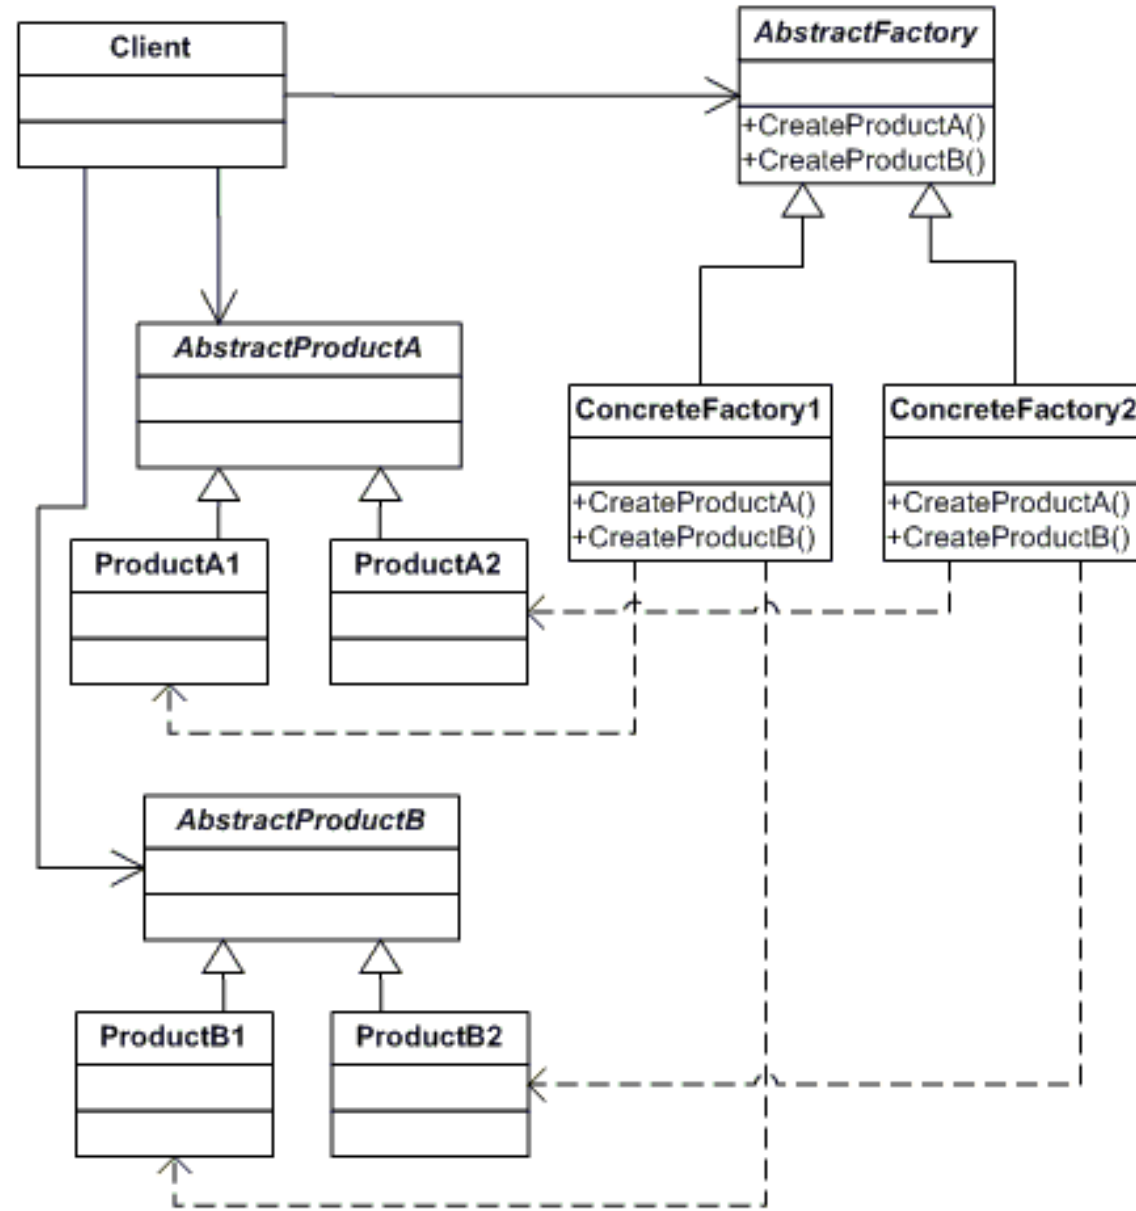 Client
AbstractFactory
+CreateProductA()
+CreateProductB()
AbstractProductA
ConcreteFactory1
+CreateProductA()
+CreateProductB()
ConcreteFactory2
+CreateProductA()
+CreateProductB()
ProductA1
ProductA2
AbstractProductB
ProductB1
ProductB2